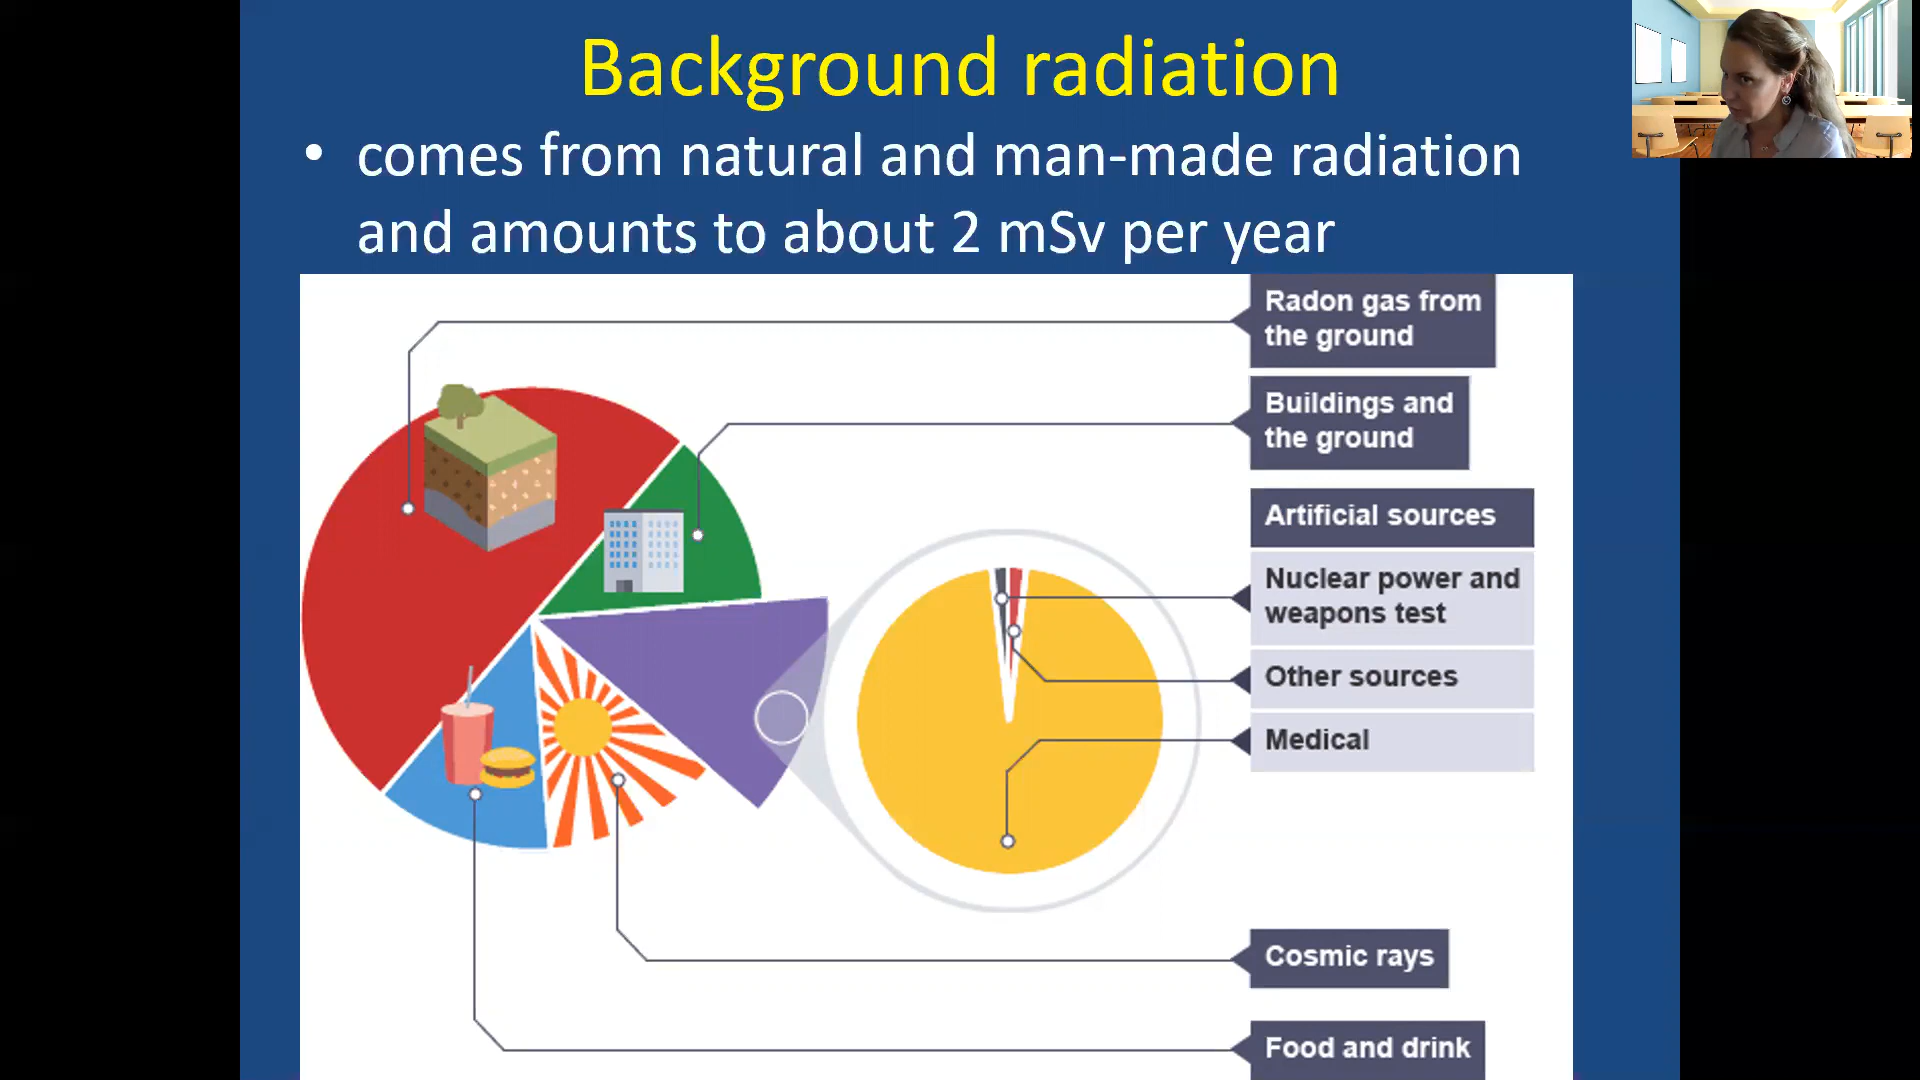 Background radiation
• comes from natural and man-made radiation
and amounts to about 2 mSv per year
Radon gas from
the ground
Buildings and
the ground
Artificial sources
Nuclear power and
weapons test
Other sources
Medical
Cosmic rays
Food and drink